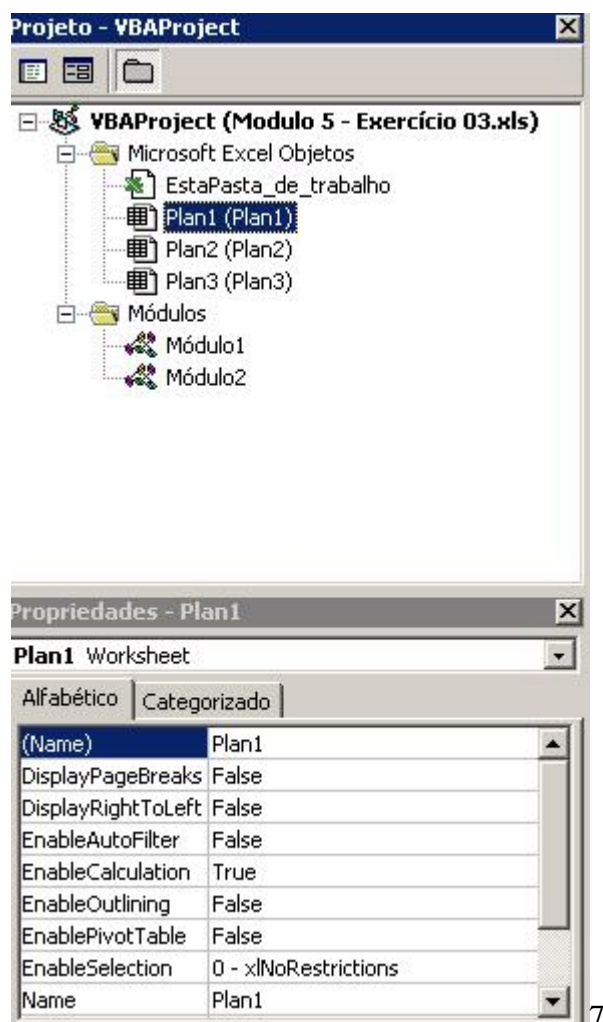 Projeto - VBAProject
VBAProject (Modulo 5 - Exercício 03.xls)
Microsoft Excel Objetos
EstaPasta_de_trabalho
Plan1 (Plan1)
Plan2 (Plan2)
Plan3 (Plan3)
Módulos
Módulo1
Módulo2
Propriedades - Plan1
Plan1 Worksheet
Alfabético Categorizado
(Name) Plan1
DisplayPageBreaks False
DisplayRightToLeft False
EnableAutoFilter False
EnableCalculation True
EnableOutlining False
EnablePivotTable False
EnableSelection 0 - xlNoRestrictions
Name Plan1
7